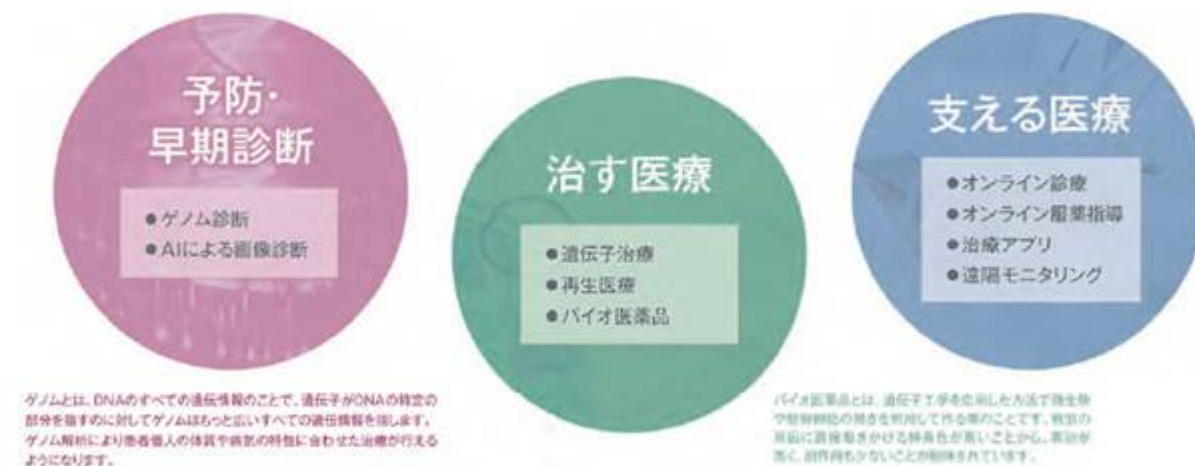 予防・
早期診断
●ゲノム診断
●AIによる画像診断
治す医療
●遺伝子治療
●再生医療
●バイオ医薬品
支える医療
●オンライン診療
●オンライン服薬指導
●治療アプリ
●遠隔モニタリング
ゲノムとは、DNAのすべての遺伝情報のことで、遺伝子がDNAの特定の
部分を指すのに対してゲノムはもっと広いすべての遺伝情報を指します。
ゲノム解析により患者個人の体質や病気の特徴に合わせた治療が行える
ようになります。
バイオ医薬品とは、遺伝子工学を応用した方法で微生物
や動物細胞の働きを利用して作る薬のことです。病気の
原因に直接働きかける特異性が高いことから、薬効が
高く、副作用も少ないことが期待されています。